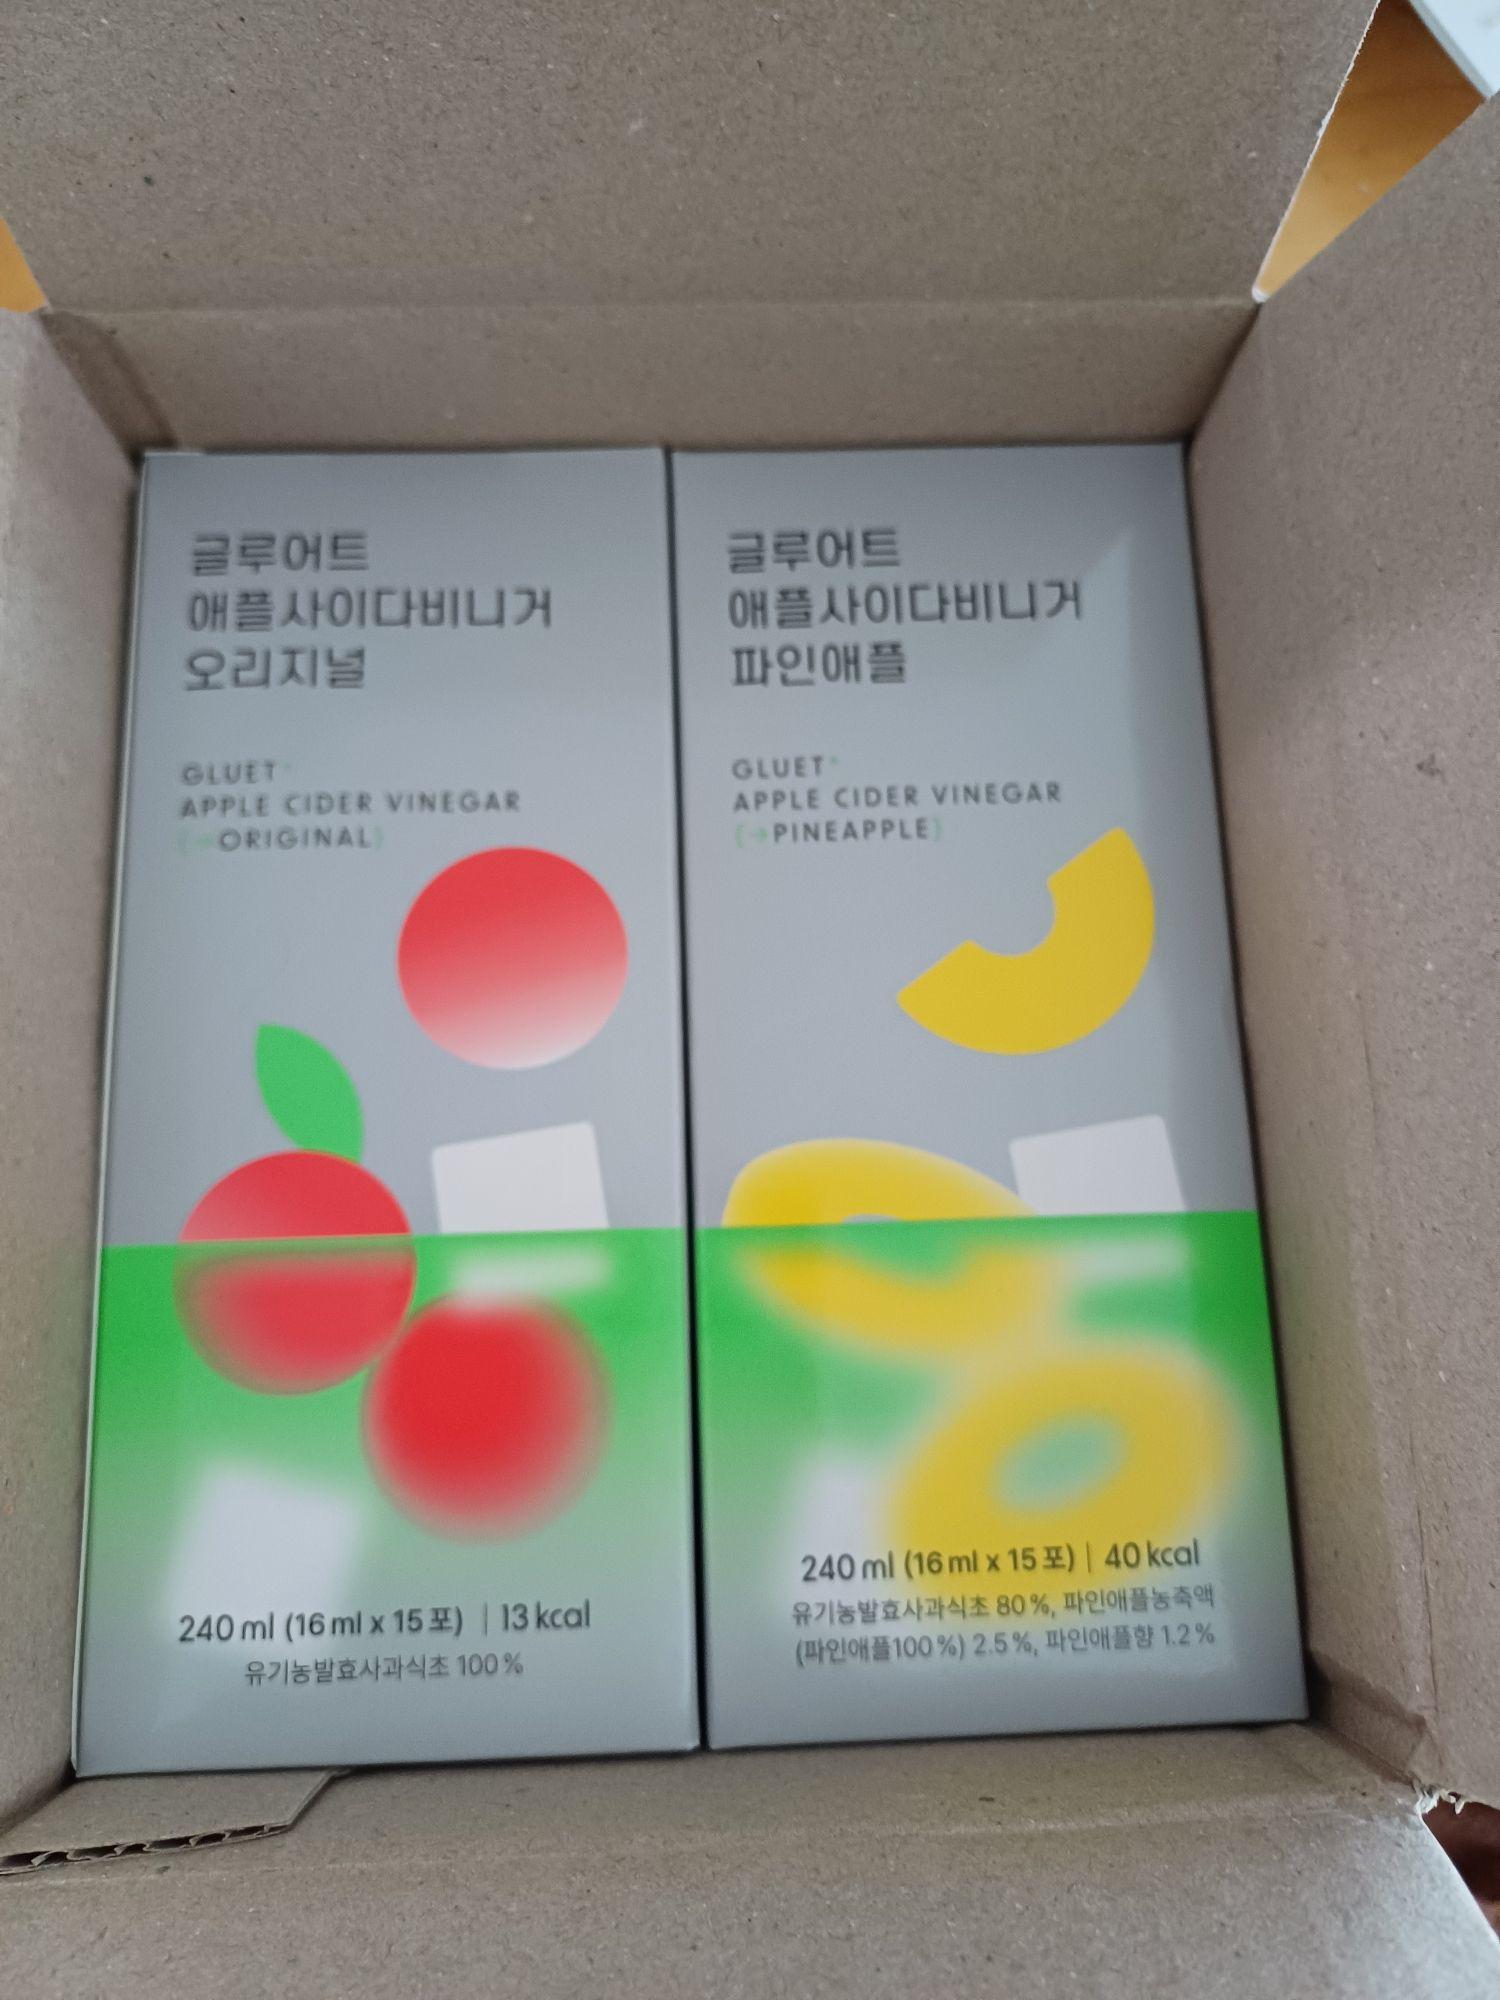 글루어트
애플사이다비니거
오리지널
GLUET
APPLE CIDER VINEGAR
{→ORIGINAL}
240 ml (16 ml x 15 포) | 13 kcal
유기농발효사과식초 100 %
글루어트
애플사이다비니거
파인애플
GLUET
APPLE CIDER VINEGAR
{→PINEAPPLE}
240 ml (16 ml x 15 포) | 40 kcal
유기농발효사과식초 80 %, 파인애플농축액
(파인애플100 %) 2.5 %, 파인애플향 1.2 %